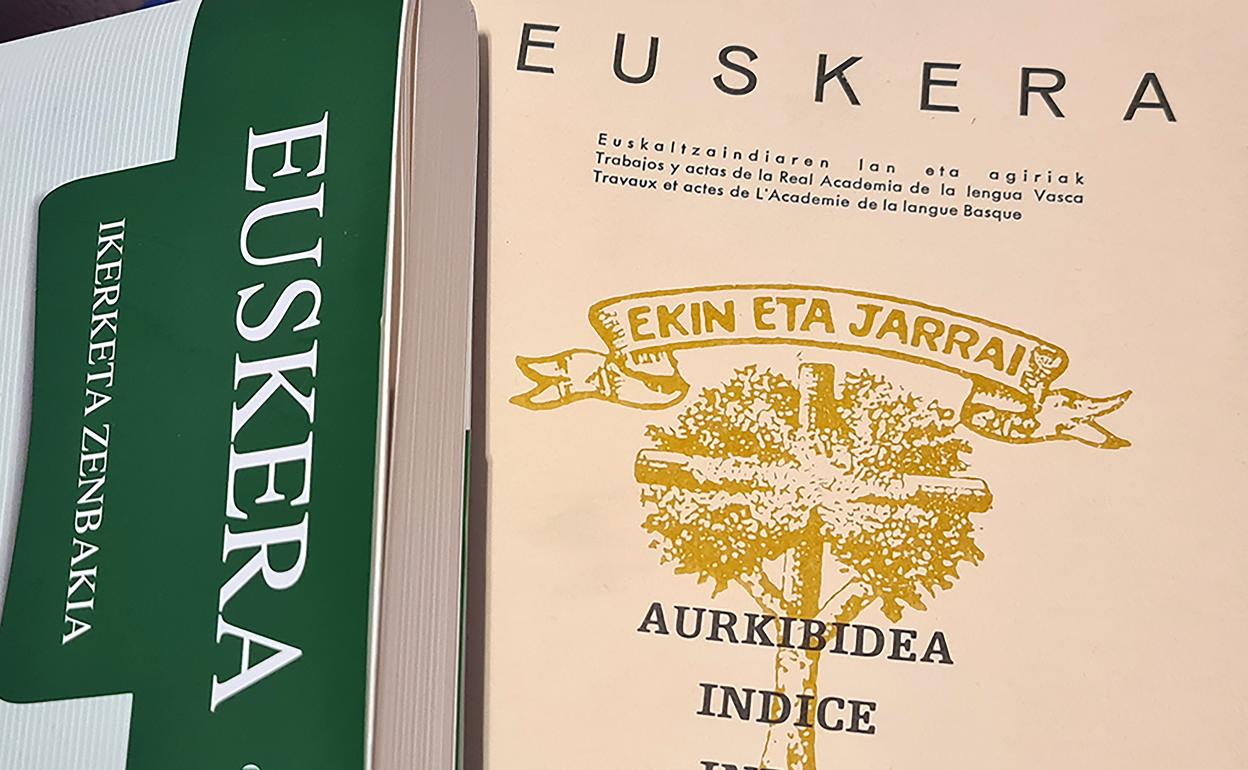 EUSKERA
IKERKETA ZENBAKIA
EUSKERA
Euskaltzaindiaren lan eta agiriak
Trabajos y actas de la Real Academia de la lengua Vasca
Travaux et actes de L'Academie de la langue Basque
EKIN ETA JARRAI
AURKIBIDEA
INDICE